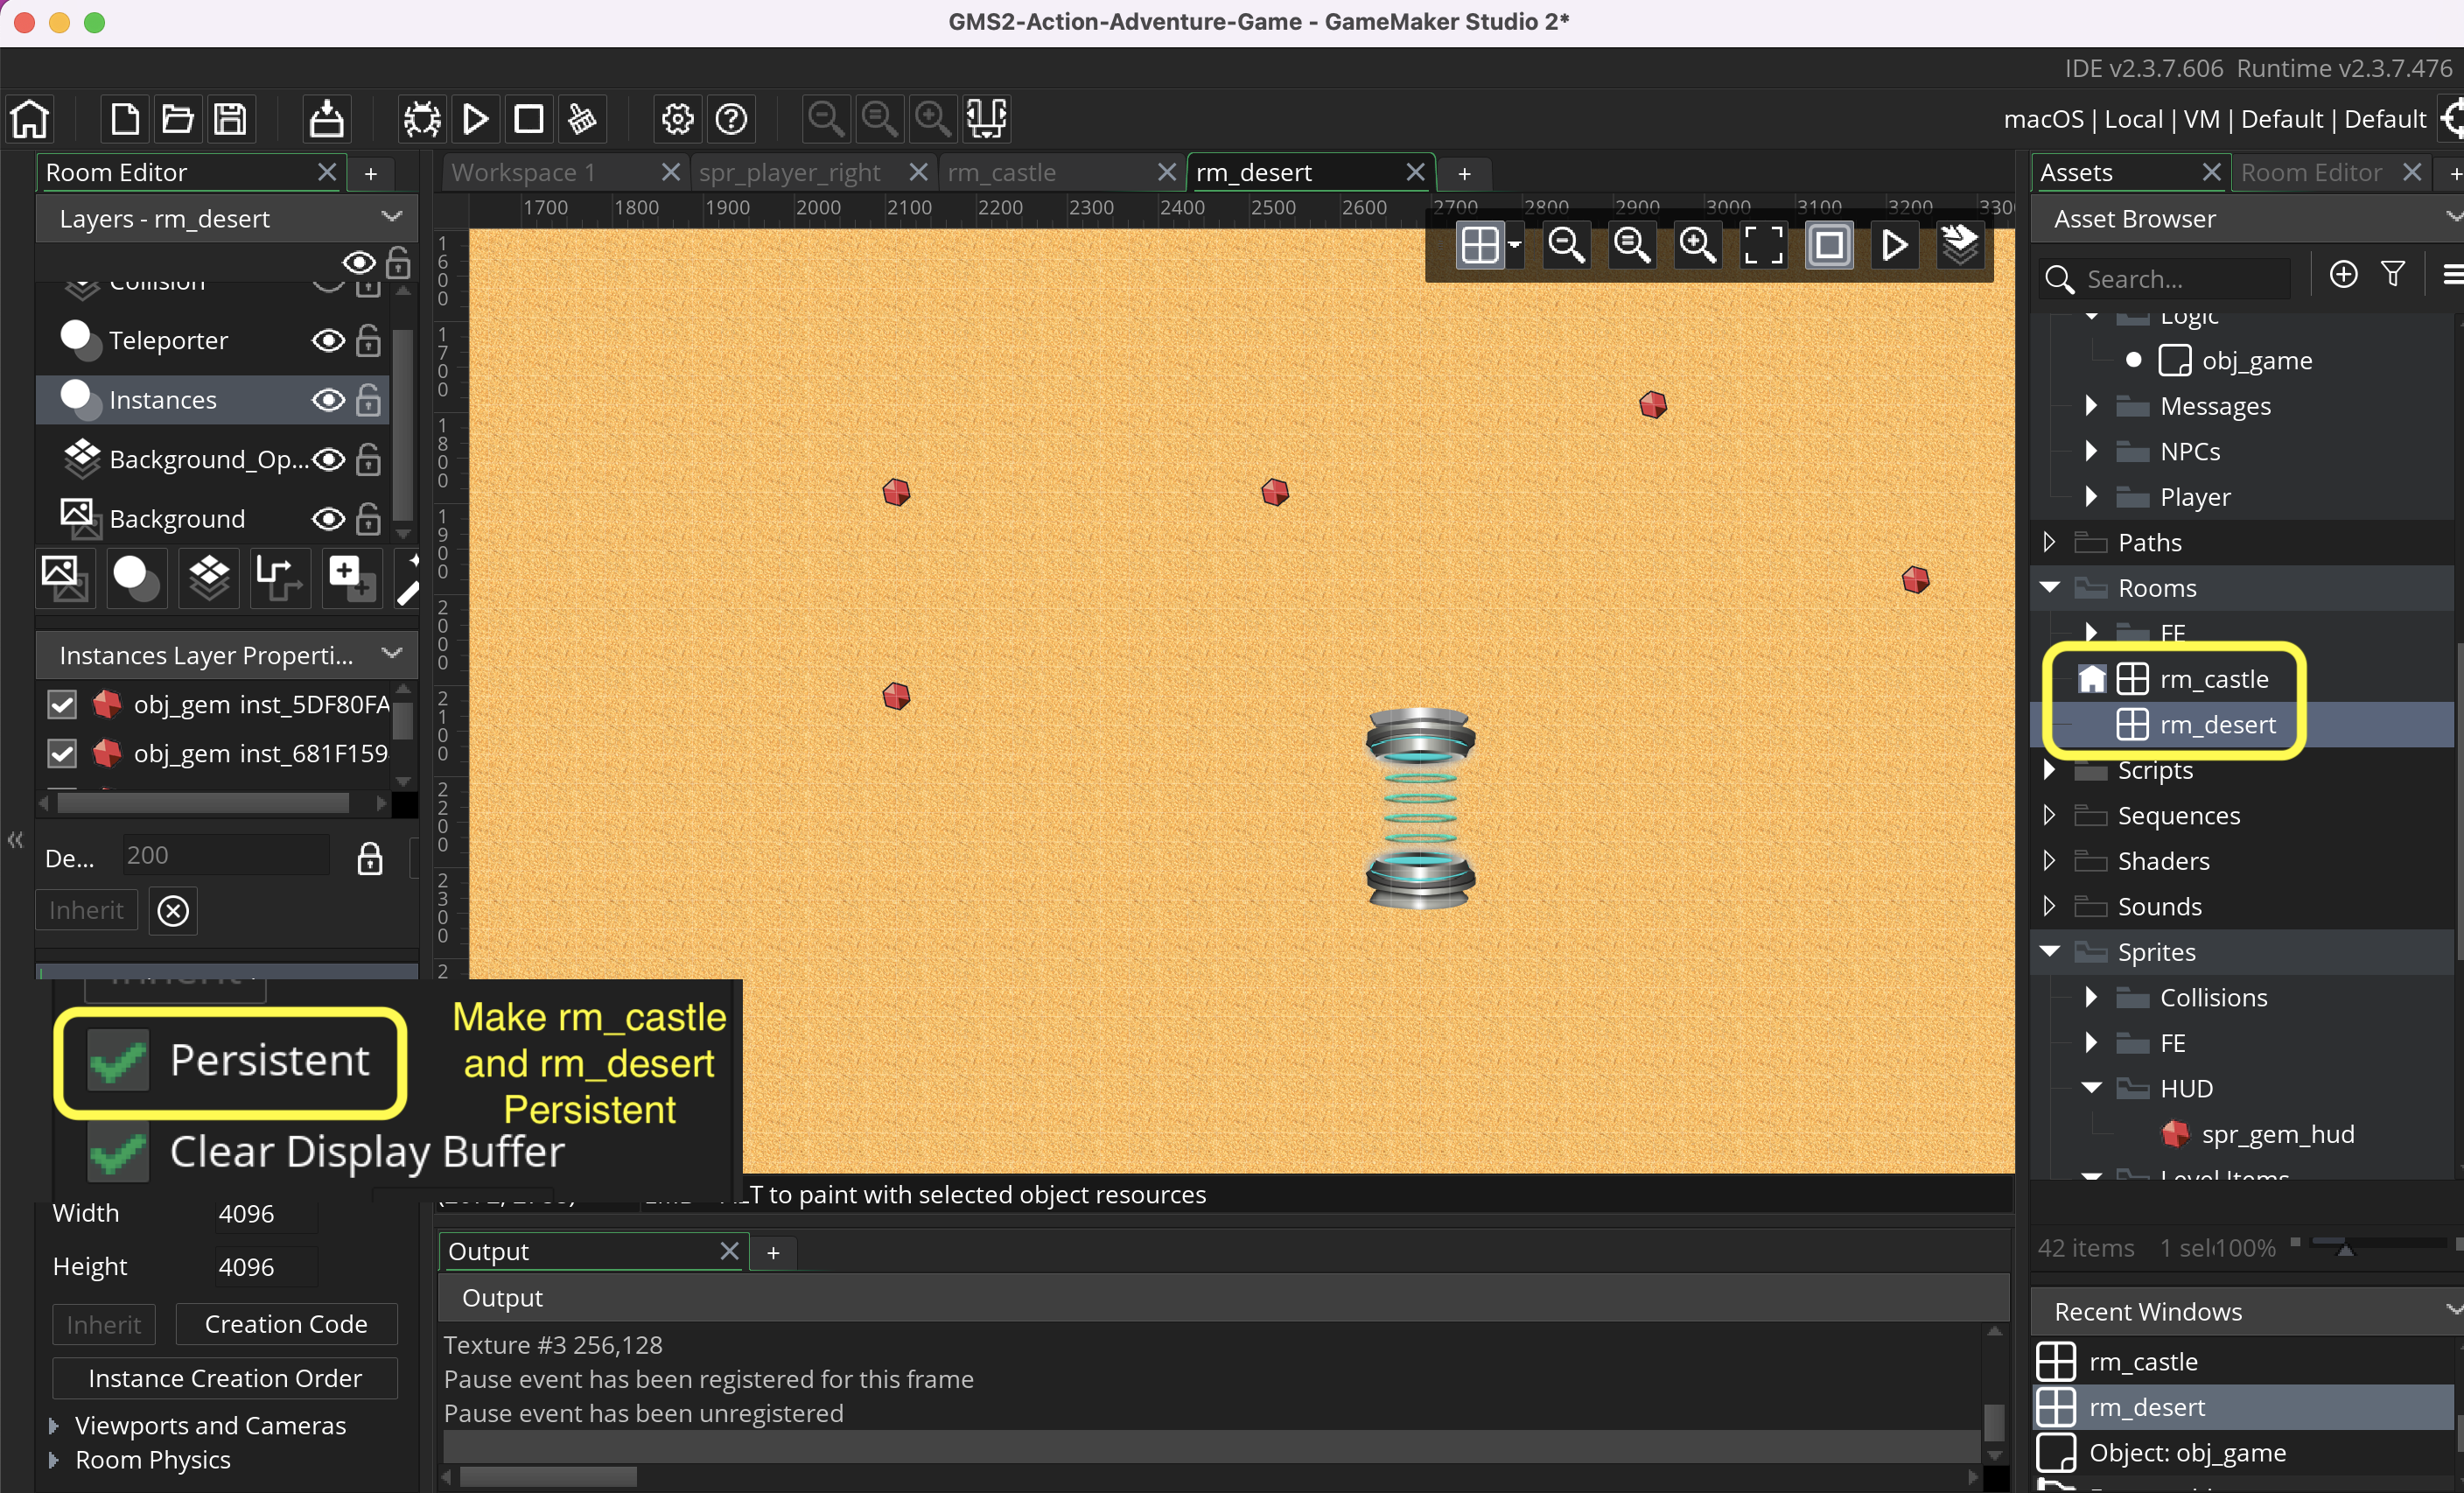 GMS2-Action-Adventure-Game - GameMaker Studio 2*
IDE v2.3.7.606 Runtime v2.3.7.476
macOS | Local | VM | Default | Default
Room Editor
Workspace 1
spr_player_right
rm_castle
rm_desert
Assets
Room Editor
Layers - rm_desert
1700 1800 1900 2000 2100 2200 2300 2400 2500 2600 2700 2800 2900 3000 3100 3200 3300
Asset Browser
Search...
Collision
Teleporter
Instances
Background_Op...
Background
1600
1700
1800
1900
2000
2100
2200
2300
2
Logic
obj_game
Messages
NPCs
Player
Paths
Rooms
FE
rm_castle
rm_desert
Scripts
Sequences
Shaders
Sounds
Sprites
Collisions
FE
HUD
spr_gem_hud
Level Items
42 items 1 sel 100%
Instances Layer Properti...
obj_gem inst_5DF80FA
obj_gem inst_681F159
De... 200
Inherit
Inherit
Persistent
Make rm_castle
and rm_desert
Persistent
Clear Display Buffer
Width 4096
Height 4096
Inherit
Creation Code
Instance Creation Order
Viewports and Cameras
Room Physics
T to paint with selected object resources
Output
Output
Texture #3 256,128
Pause event has been registered for this frame
Pause event has been unregistered
Recent Windows
rm_castle
rm_desert
Object: obj_game